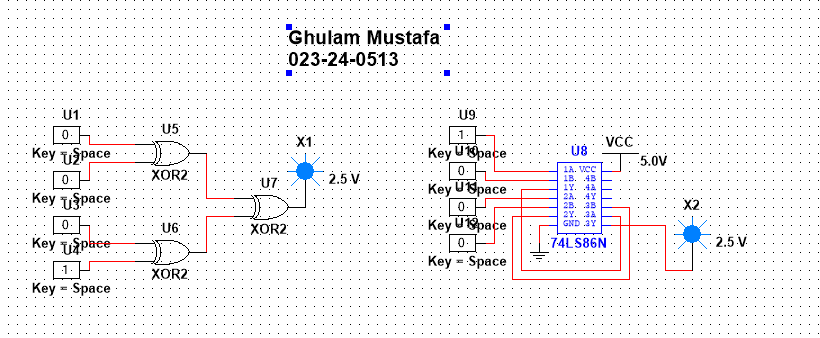 Ghulam Mustafa
023-24-0513
U1
0
Key = Space
U2
0
Key = Space
U3
0
Key = Space
U4
1
Key = Space
U5
XOR2
U6
XOR2
U7
XOR2
X1
2.5 V
U9
1
Key = Space
U10
0
Key = Space
U11
0
Key = Space
U12
0
Key = Space
U8
1A VCC
1B 4B
1Y 4A
2A 4Y
2B 3B
2Y 3A
GND 3Y
74LS86N
VCC
5.0V
X2
2.5 V